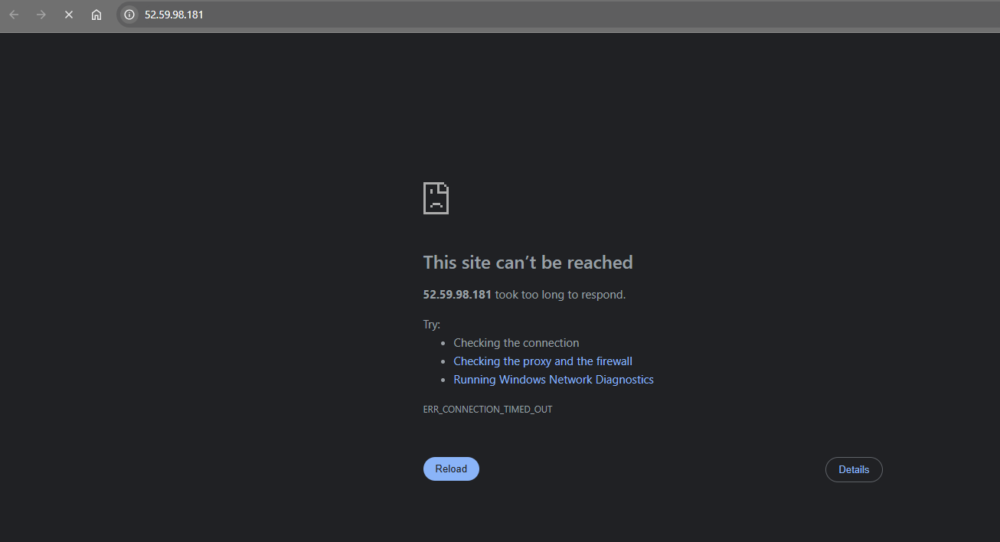 52.59.98.181
This site can’t be reached
52.59.98.181 took too long to respond.
Try:
Checking the connection
Checking the proxy and the firewall
Running Windows Network Diagnostics
ERR_CONNECTION_TIMED_OUT
Reload
Details